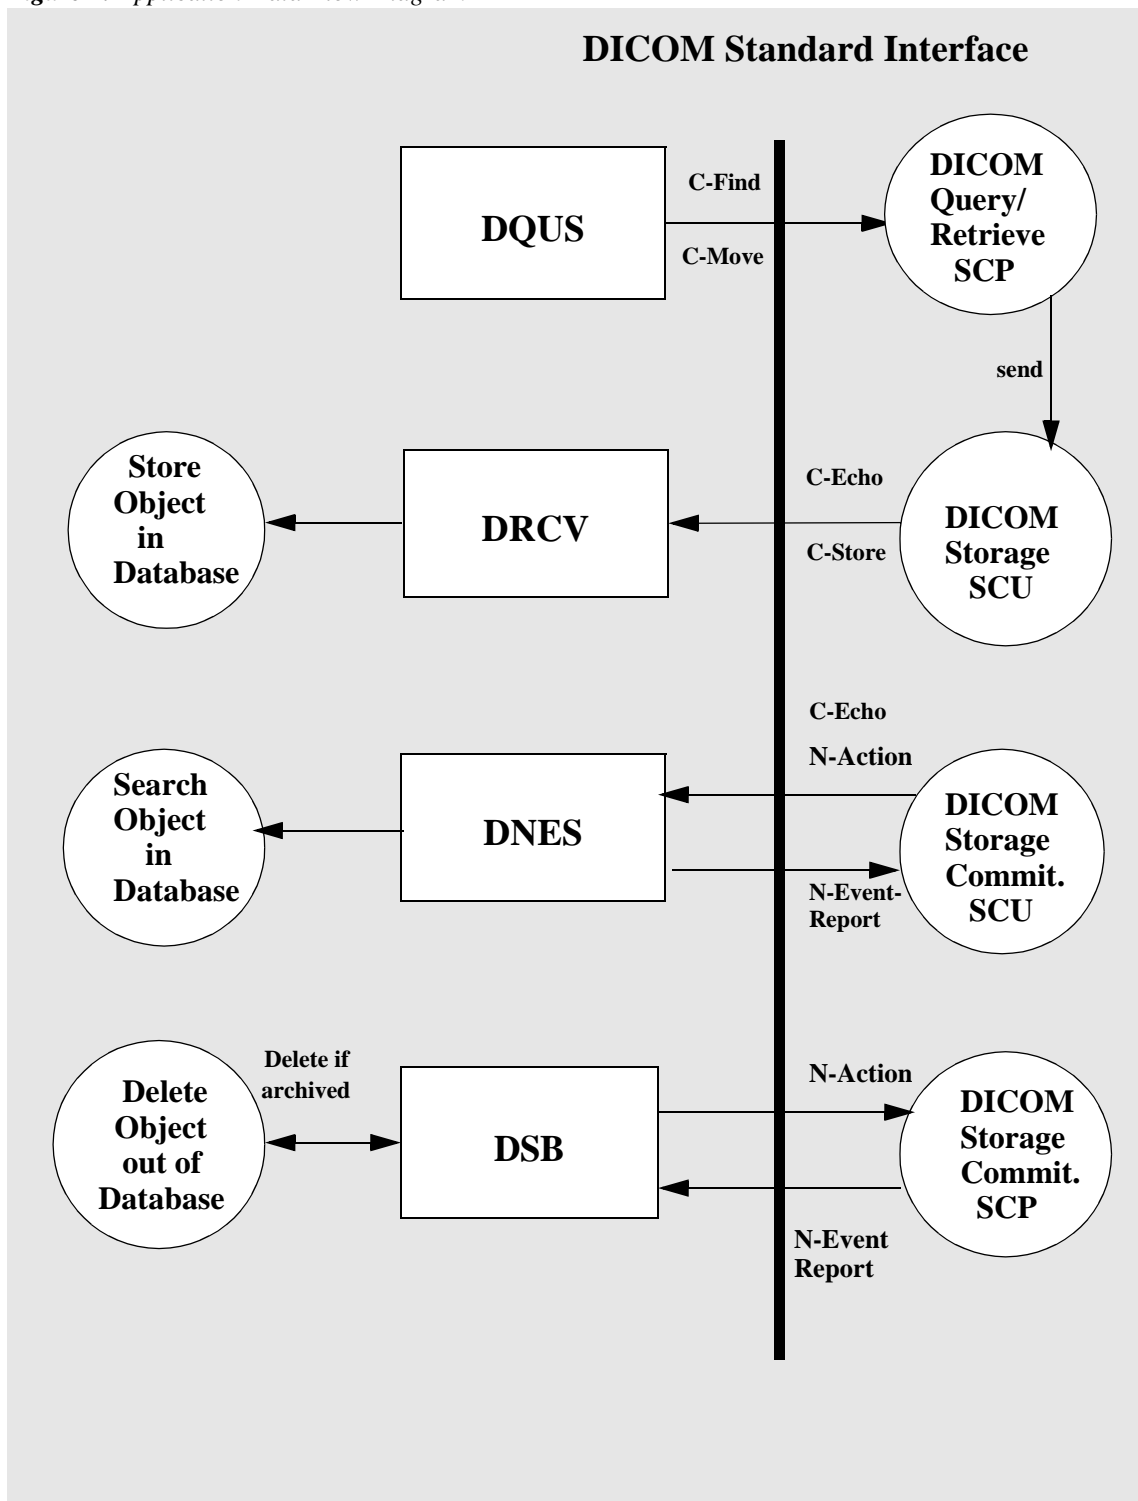 DICOM Standard Interface
DQUS
C-Find
C-Move
DICOM
Query/
Retrieve
SCP
send
Store
Object
in
Database
DRCV
C-Echo
C-Store
DICOM
Storage
SCU
Search
Object
in
Database
DNES
C-Echo
N-Action
N-Event-
Report
DICOM
Storage
Commit.
SCU
Delete
Object
out of
Database
Delete if
archived
DSB
N-Action
N-Event
Report
DICOM
Storage
Commit.
SCP